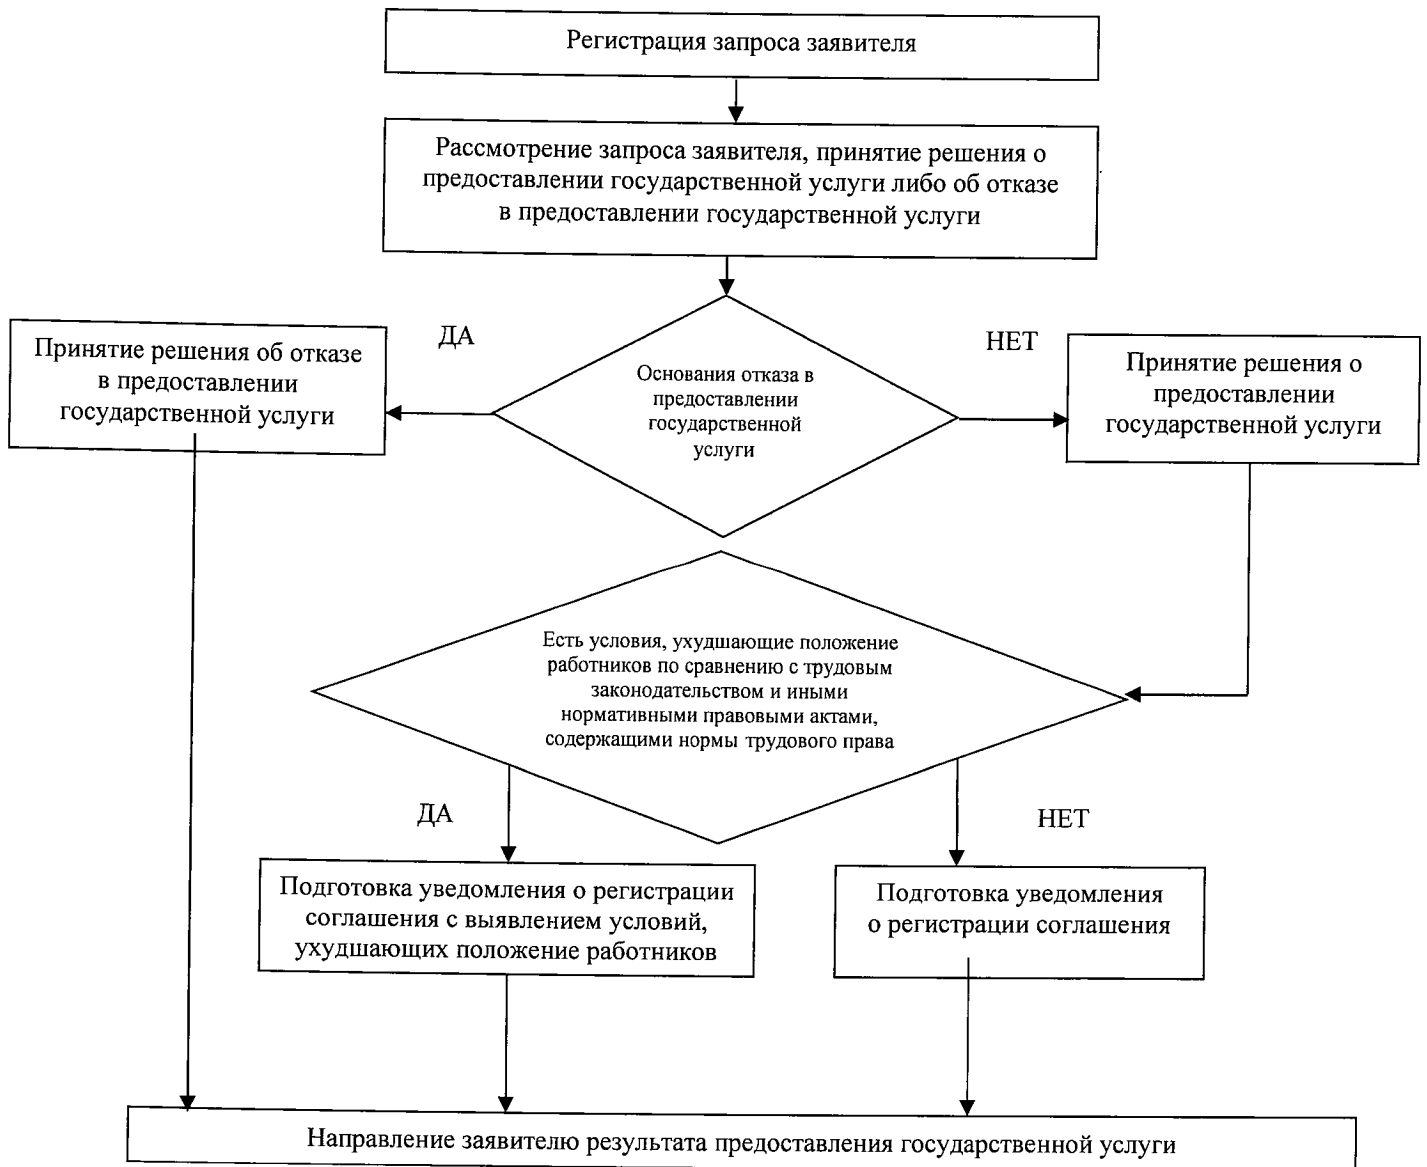 Регистрация запроса заявителя
Рассмотрение запроса заявителя, принятие решения о
предоставлении государственной услуги либо об отказе
в предоставлении государственной услуги
ДА
НЕТ
Принятие решения об отказе
в предоставлении
государственной услуги
Основания отказа в
предоставлении
государственной
услуги
Принятие решения о
предоставлении
государственной услуги
Есть условия, ухудшающие положение
работников по сравнению с трудовым
законодательством и иными
нормативными правовыми актами,
содержащими нормы трудового права
ДА
НЕТ
Подготовка уведомления о регистрации
соглашения с выявлением условий,
ухудшающих положение работников
Подготовка уведомления
о регистрации соглашения
Направление заявителю результата предоставления государственной услуги